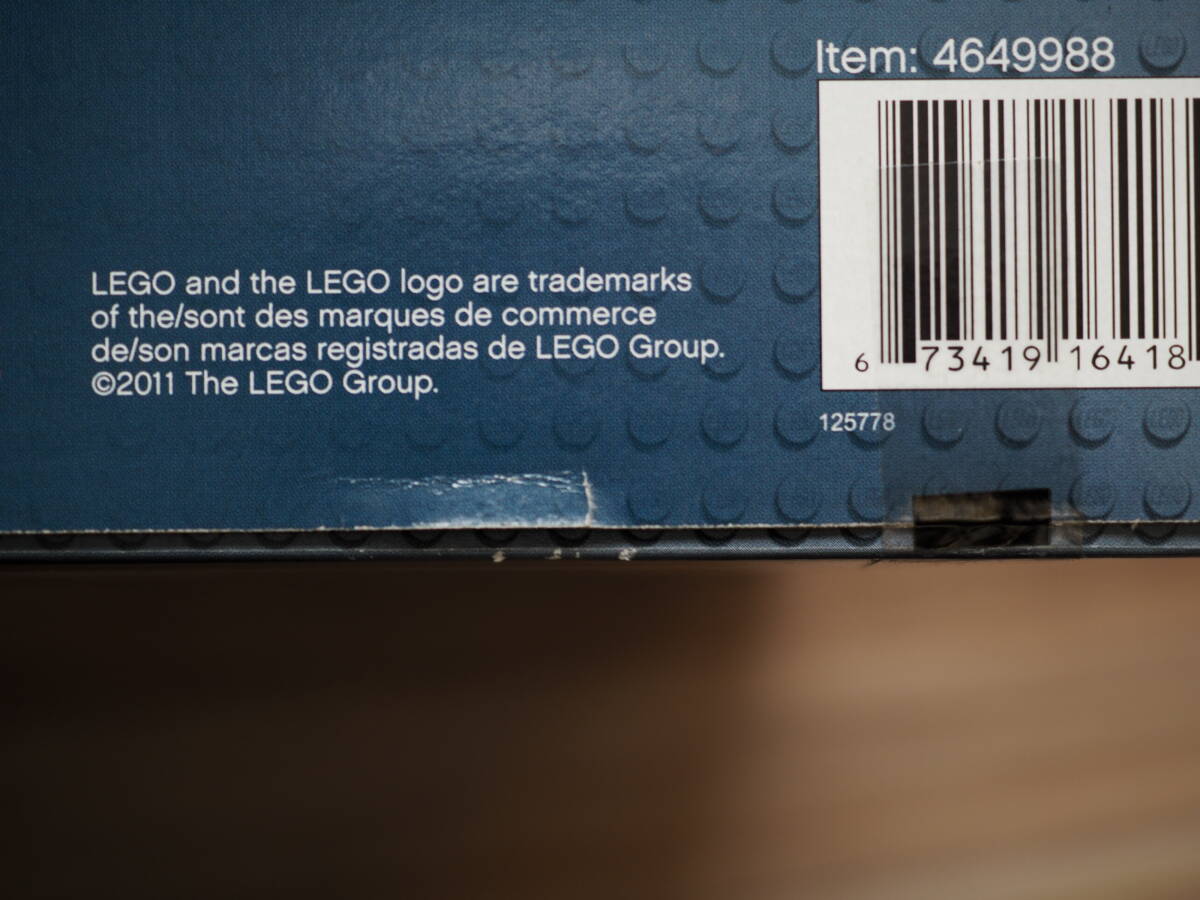 Item: 4649988
LEGO and the LEGO logo are trademarks
of the/sont des marques de commerce
de/son marcas registradas de LEGO Group.
©2011 The LEGO Group.
6 73419 16418
125778